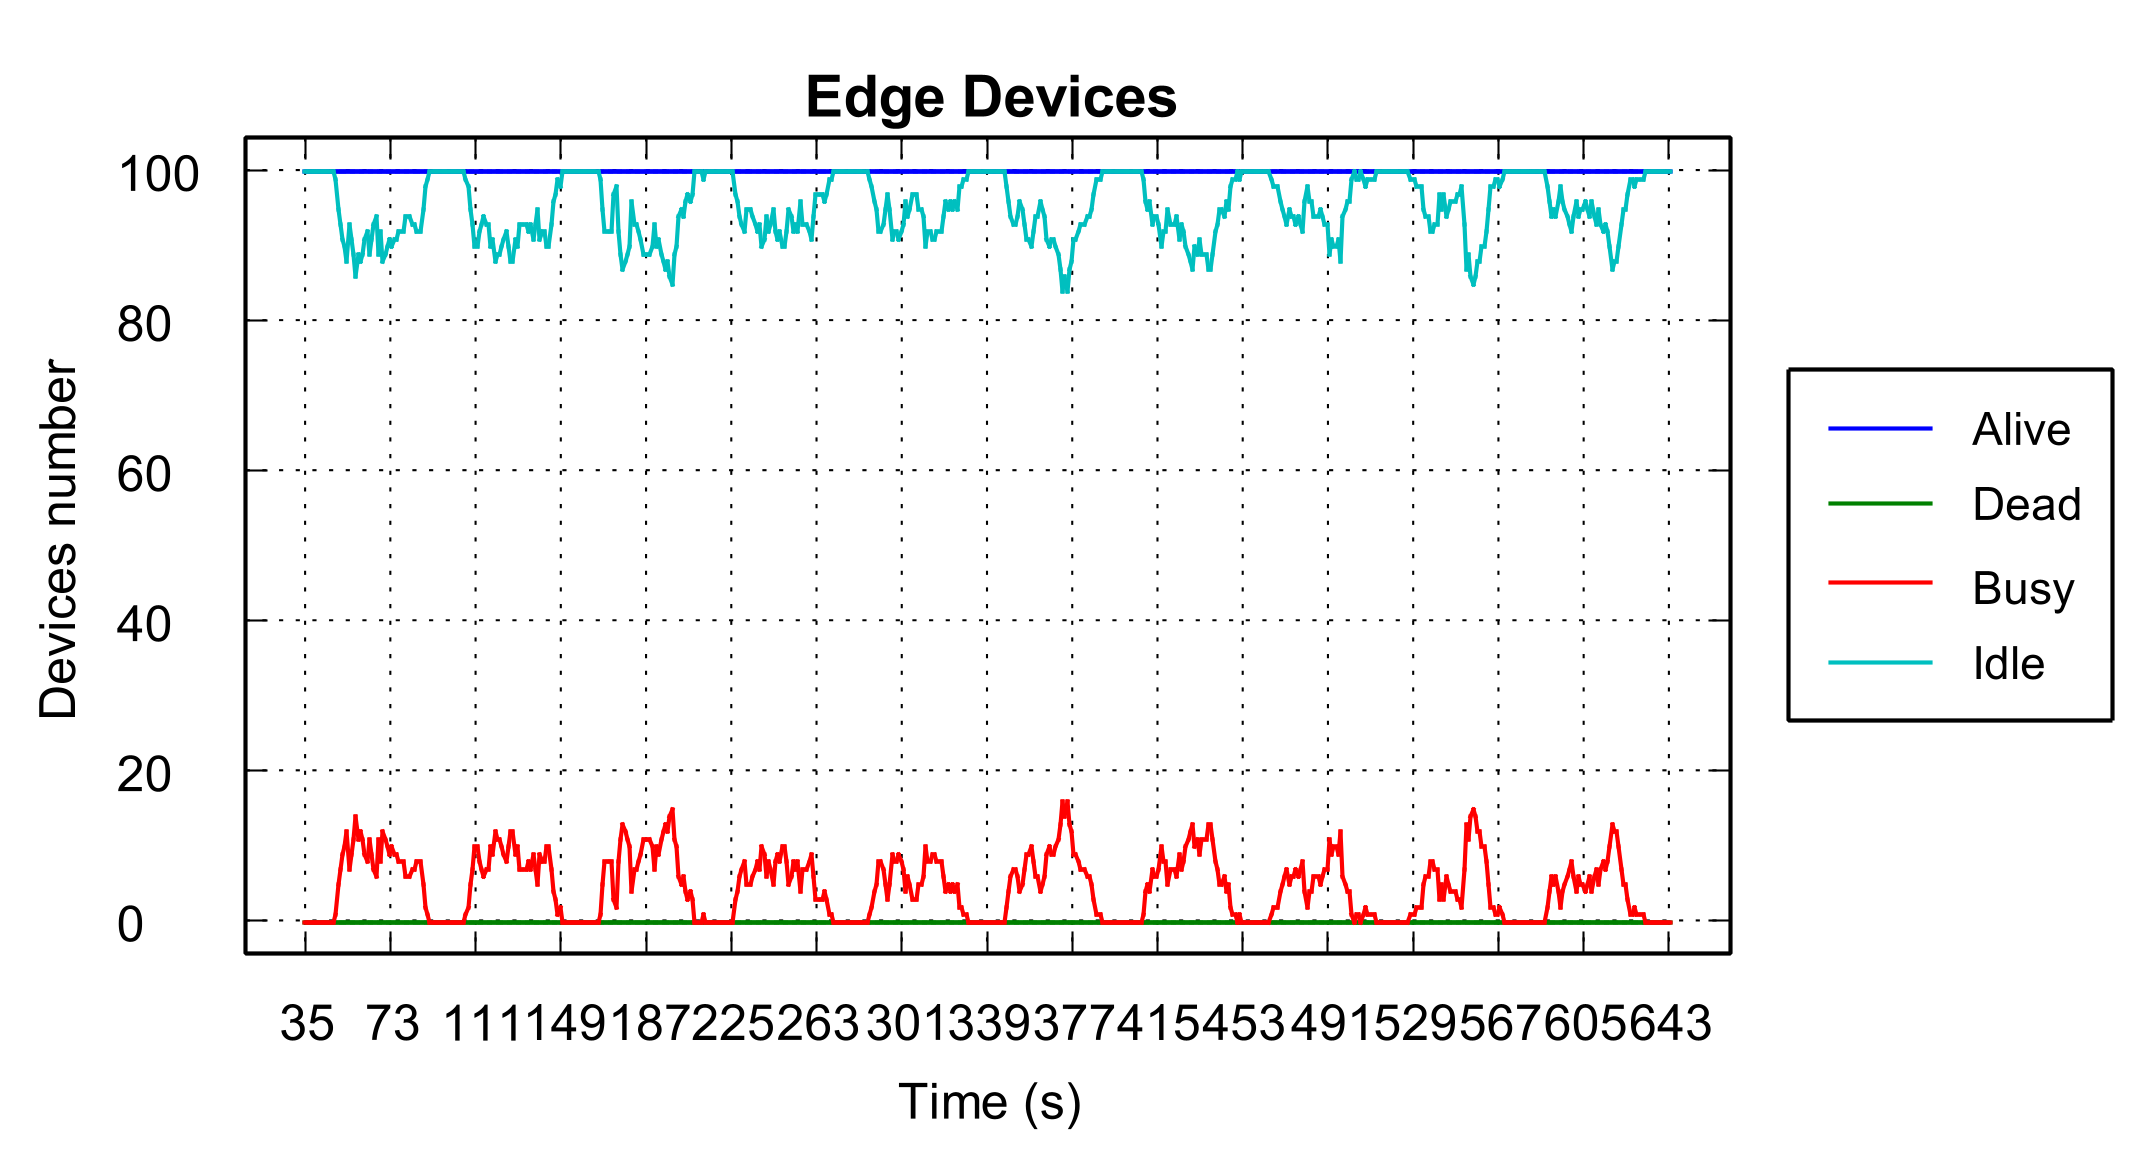 Edge Devices
100
80
60
40
20
0
Devices number
35 73 111 149 187 225 263 301 339 377 415 453 491 529 567 605 643
Time (s)
Alive
Dead
Busy
Idle